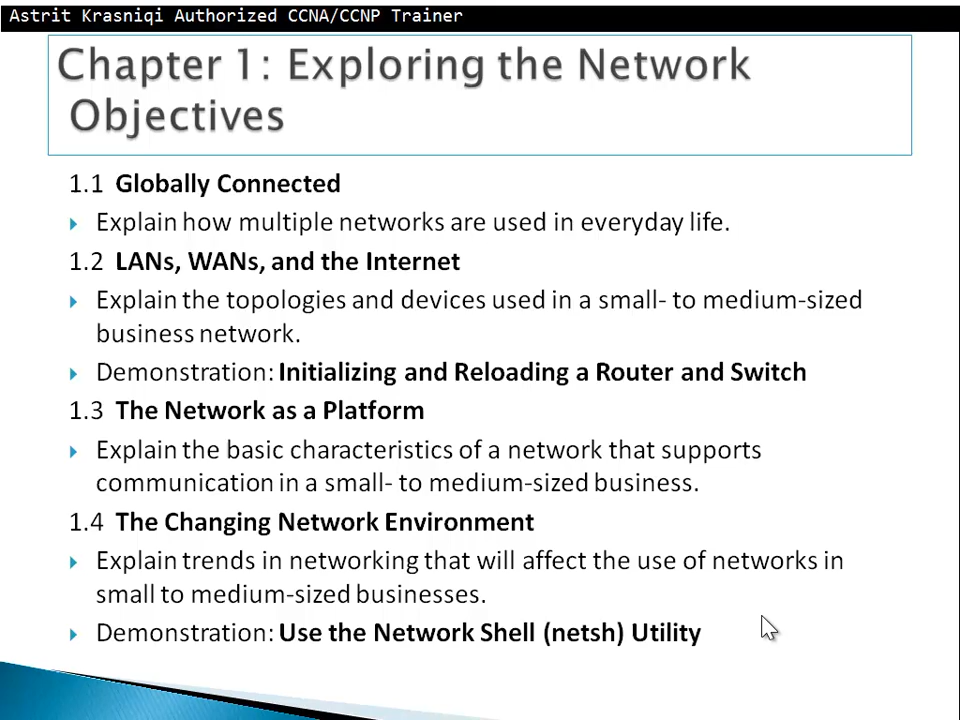 Astrit Krasniqi Authorized CCNA/CCNP Trainer
Chapter 1: Exploring the Network
Objectives
1.1 Globally Connected
Explain how multiple networks are used in everyday life.
1.2 LANs, WANs, and the Internet
Explain the topologies and devices used in a small- to medium-sized
business network.
Demonstration: Initializing and Reloading a Router and Switch
1.3 The Network as a Platform
Explain the basic characteristics of a network that supports
communication in a small- to medium-sized business.
1.4 The Changing Network Environment
Explain trends in networking that will affect the use of networks in
small to medium-sized businesses.
Demonstration: Use the Network Shell (netsh) Utility